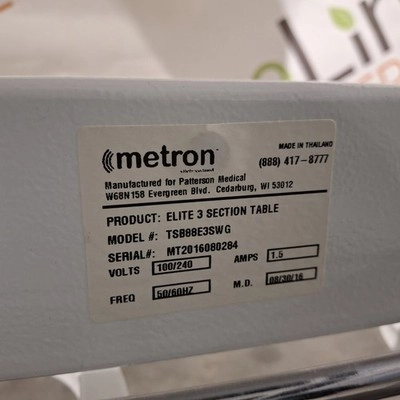 Lin
metron
MADE IN THAILAND
(888) 417-8777
Manufactured for Patterson Medical
W68N158 Evergreen Blvd. Cedarburg, WI 53012
PRODUCT: ELITE 3 SECTION TABLE
MODEL #: TSB88E3SWG
SERIAL#: MT2016080284
VOLTS 100/240 AMPS 1.5
FREQ 50/60HZ M.D. 08/30/16